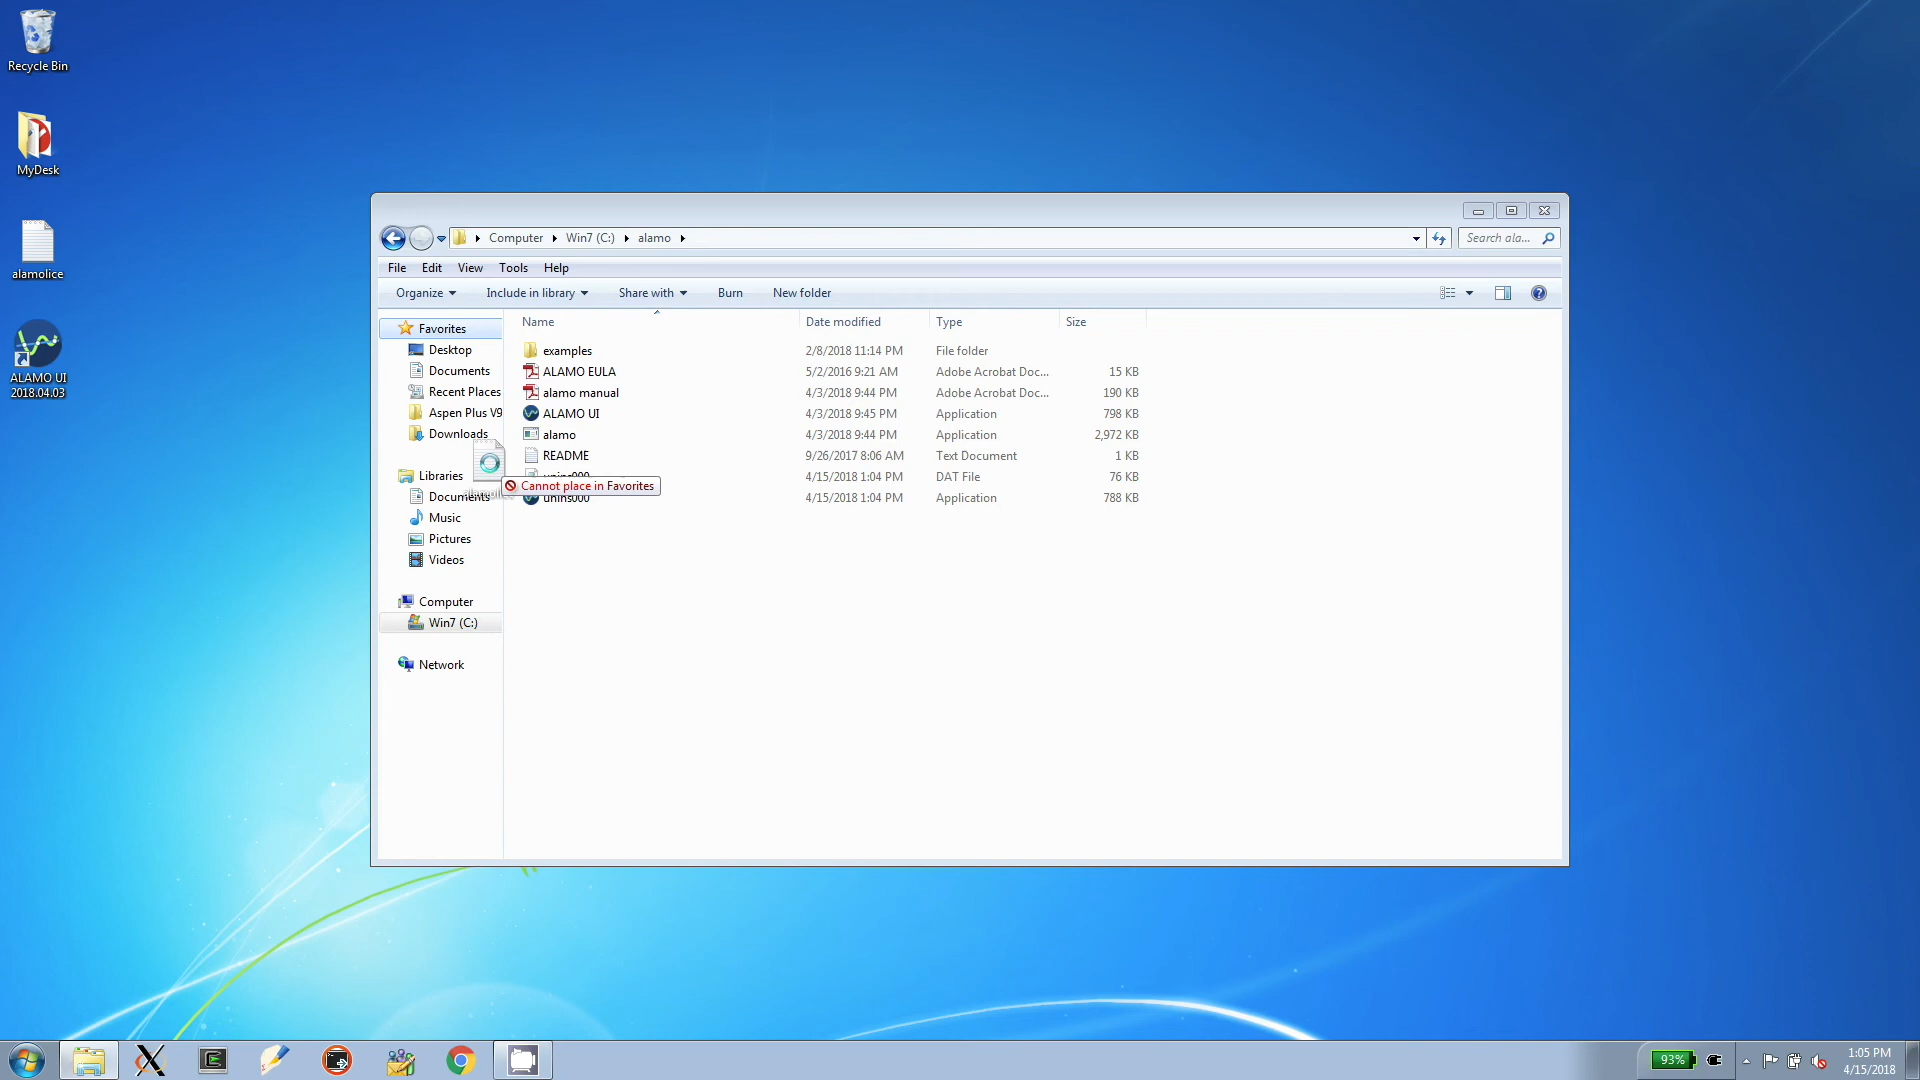 Recycle Bin
MyDesk
alamolice
ALAMO UI
2018.04.03
Computer
Win7 (C:)
alamo
Search ala...
File
Edit
View
Tools
Help
Organize
Include in library
Share with
Burn
New folder
Favorites
Desktop
Documents
Recent Places
Aspen Plus V9
Downloads
Libraries
Documents
Music
Pictures
Videos
Computer
Win7 (C:)
Network
Name Date modified Type Size
examples 2/8/2018 11:14 PM File folder
ALAMO EULA 5/2/2016 9:21 AM Adobe Acrobat Doc... 15 KB
alamo manual 4/3/2018 9:44 PM Adobe Acrobat Doc... 190 KB
ALAMO UI 4/3/2018 9:45 PM Application 798 KB
alamo 4/3/2018 9:44 PM Application 2,972 KB
README 9/26/2017 8:06 AM Text Document 1 KB
unins000 4/15/2018 1:04 PM DAT File 76 KB
Cannot place in Favorites
unins000 4/15/2018 1:04 PM Application 788 KB
93%
1:05 PM
4/15/2018